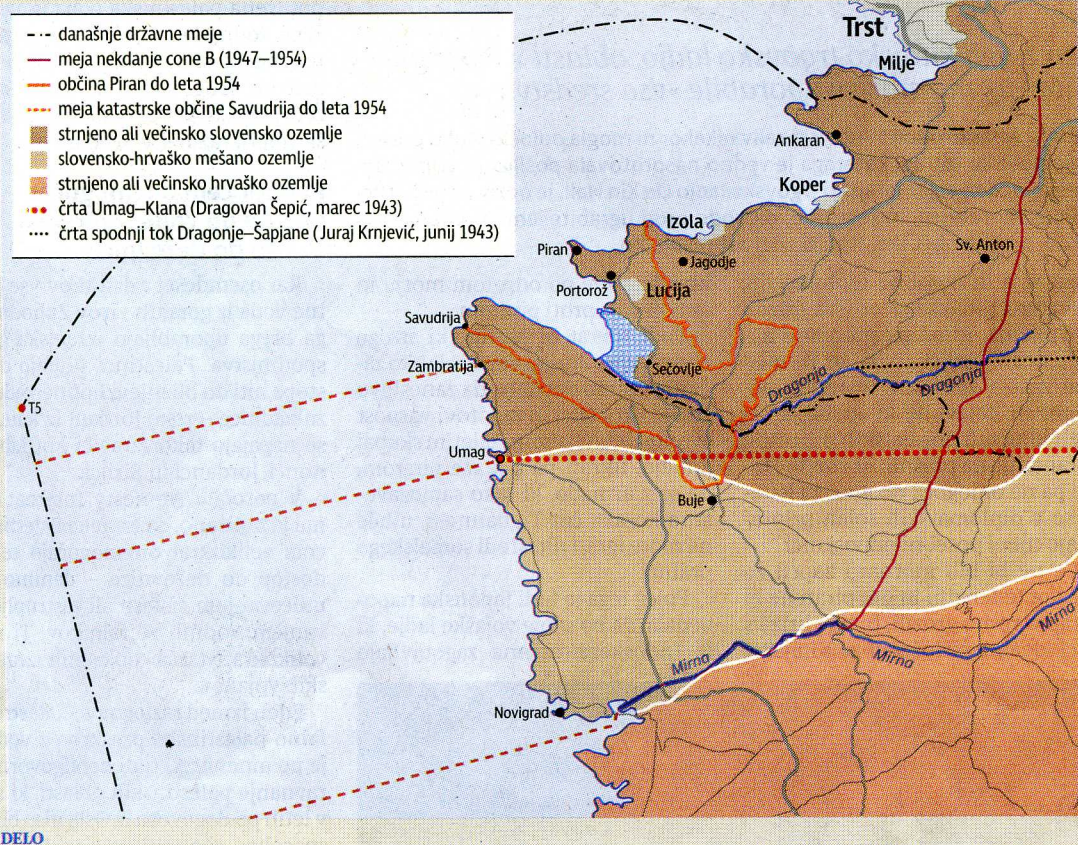 današnje državne meje
meja nekdanje cone B (1947–1954)
občina Piran do leta 1954
meja katastrske občine Savudrija do leta 1954
strnjeno ali večinsko slovensko ozemlje
slovensko-hrvaško mešano ozemlje
strnjeno ali večinsko hrvaško ozemlje
črta Umag–Klana (Dragovan Šepić, marec 1943)
črta spodnji tok Dragonje–Šapjane (Juraj Krnjević, junij 1943)
Trst
Milje
Ankaran
Koper
Izola
Piran
Jagodje
Sv. Anton
Portorož
Lucija
Savudrija
Zambratija
Sečovlje
Dragonja
Dragonja
T5
Umag
Buje
Mirna
Mirna
Mirna
Novigrad
DELO